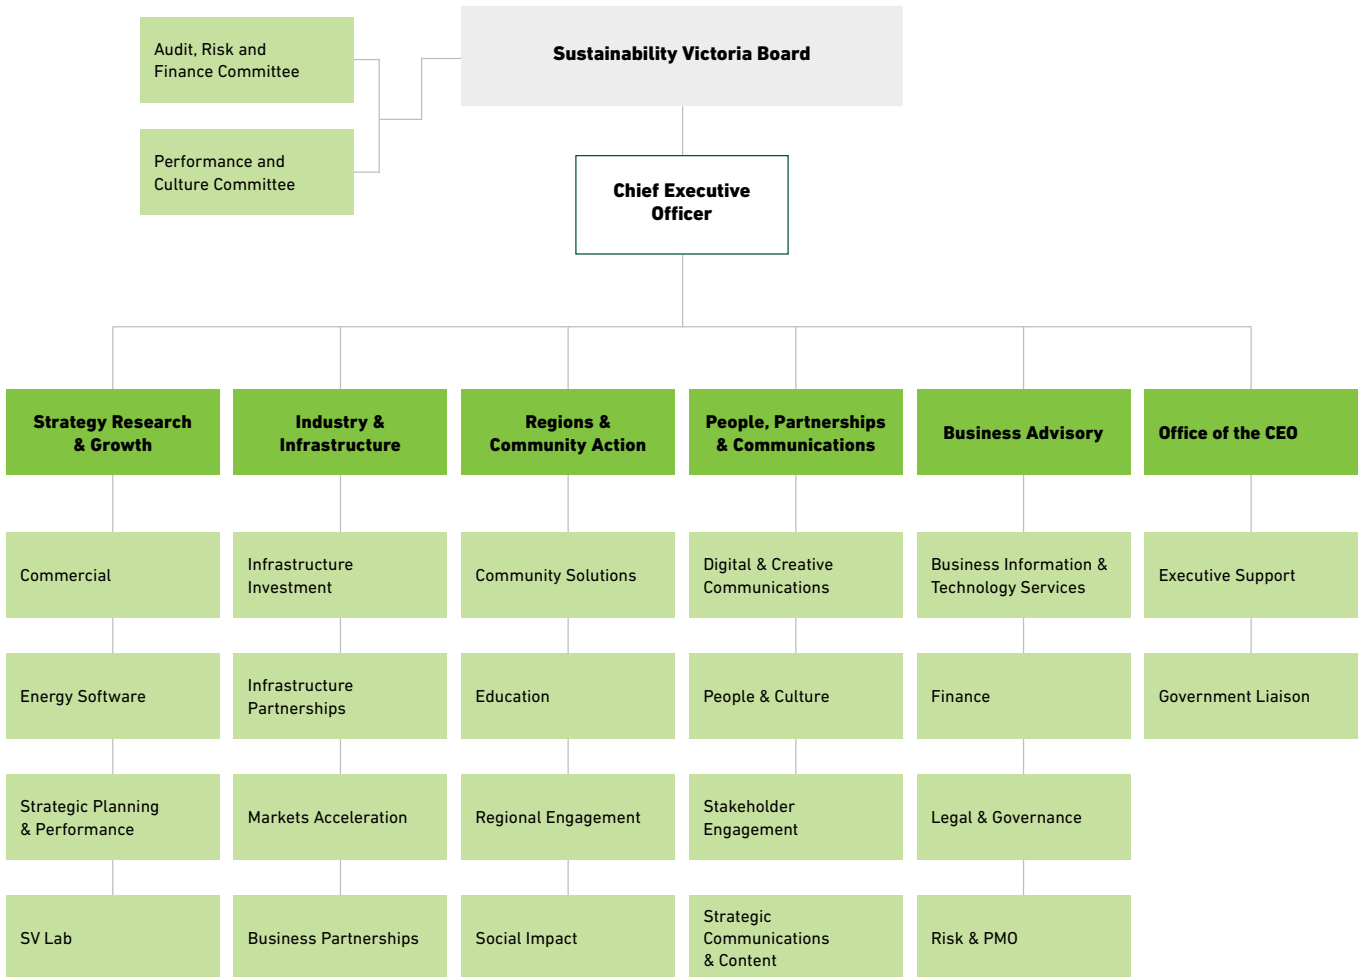 Audit, Risk and
Finance Committee
Sustainability Victoria Board
Performance and
Culture Committee
Chief Executive
Officer
Strategy Research
& Growth
Industry &
Infrastructure
Regions &
Community Action
People, Partnerships
& Communications
Business Advisory
Office of the CEO
Commercial
Infrastructure
Investment
Community Solutions
Digital & Creative
Communications
Business Information &
Technology Services
Executive Support
Energy Software
Infrastructure
Partnerships
Education
People & Culture
Finance
Government Liaison
Strategic Planning
& Performance
Markets Acceleration
Regional Engagement
Stakeholder
Engagement
Legal & Governance
SV Lab
Business Partnerships
Social Impact
Strategic
Communications
& Content
Risk & PMO